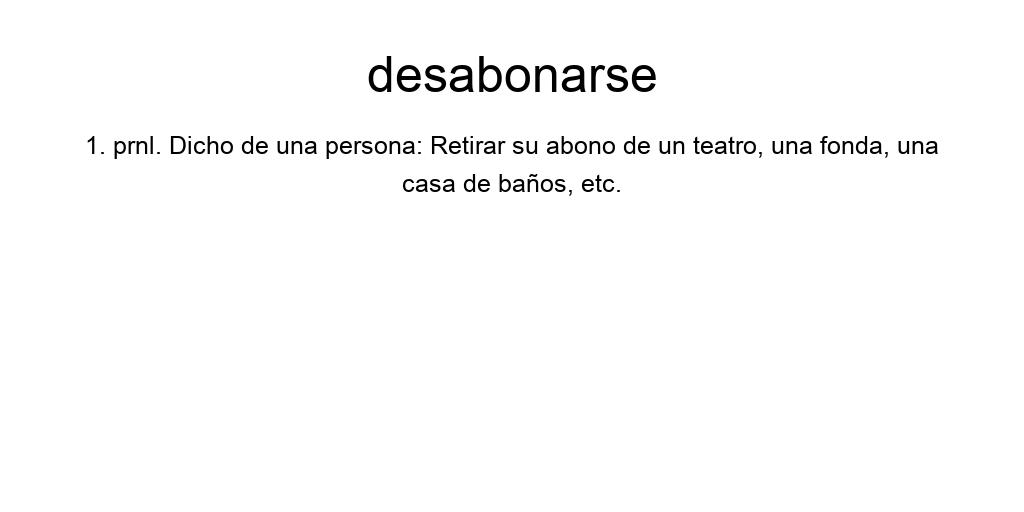 desabonarse
1. prnl. Dicho de una persona: Retirar su abono de un teatro, una fonda, una
casa de baños, etc.